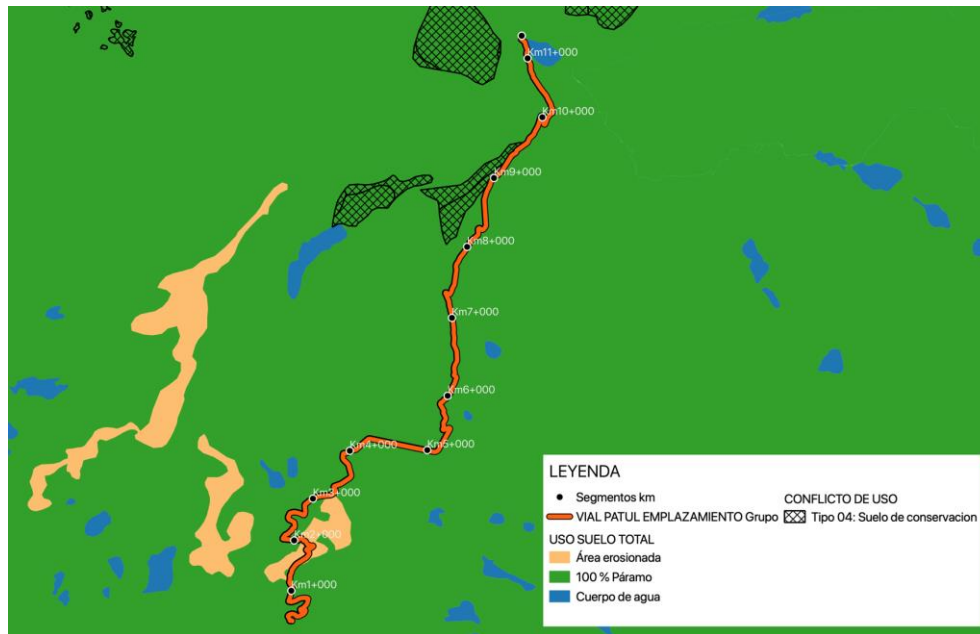 Km11+000
Km10+000
Km9+000
Km8+000
Km7+000
Km6+000
Km4+000
Km5+000
Km3+000
Km2+000
Km1+000
LEYENDA
Segmentos km
VIAL PATUL EMPLAZAMIENTO Grupo
USO SUELO TOTAL
Área erosionada
100 % Páramo
Cuerpo de agua
CONFLICTO DE USO
Tipo 04: Suelo de conservacion